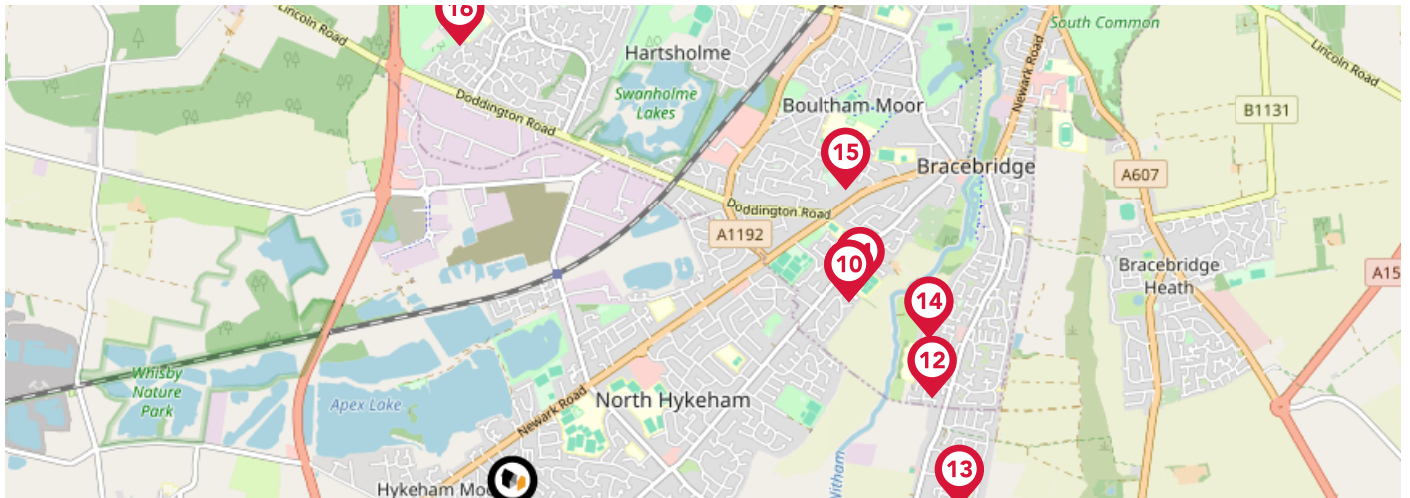 16
South Common
Lincoln Road
Hartsholme
Newark Road
Lincoln Road
Swanholme
Lakes
Doddington Road
Boultham Moor
B1131
15
Bracebridge
A607
Doddington Road
A1192
10
Bracebridge
Heath
A15
14
12
Whisby
Nature
Park
Apex Lake
Newark Road
North Hykeham
Witham
13
Hykeham Moo